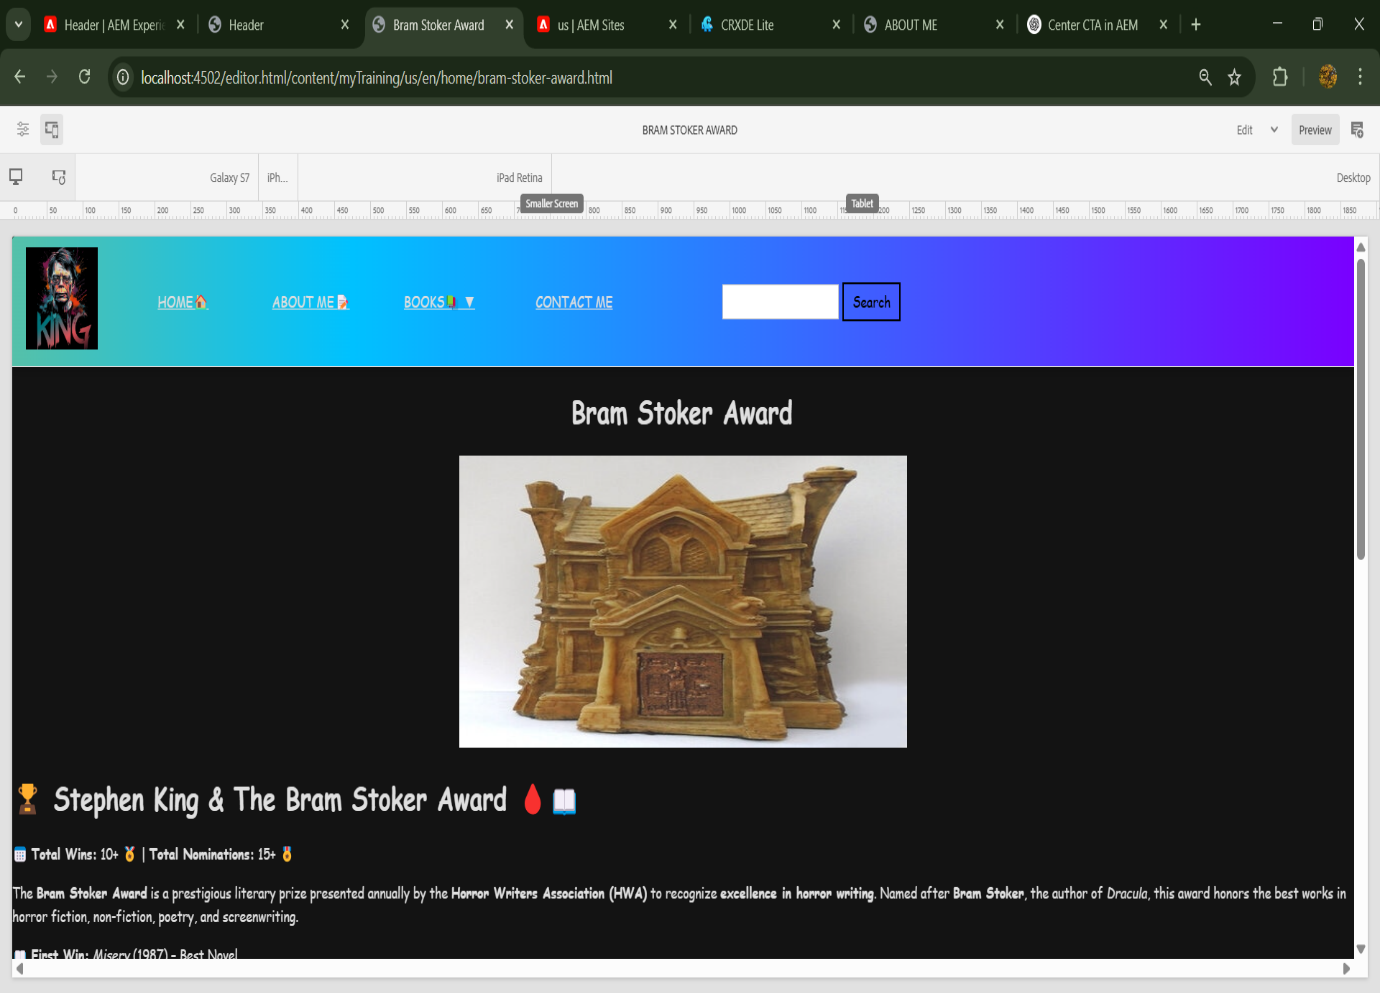 Header | AEM Experi
Header
Bram Stoker Award
us | AEM Sites
CRXDE Lite
ABOUT ME
Center CTA in AEM
localhost:4502/editor.html/content/myTraining/us/en/home/bram-stoker-award.html
BRAM STOKER AWARD
Edit
Preview
Galaxy S7
iPh...
iPad Retina
Desktop
Smaller Screen
Tablet
0 50 100 150 200 250 300 350 400 450 500 550 600 650 800 850 900 950 1000 1050 1100 1250 1300 1350 1400 1450 1500 1550 1600 1650 1700 1750 1800 1850
KING
HOME🏠
ABOUT ME📝
BOOKS📗 ▼
CONTACT ME
Search
Bram Stoker Award
🏆 Stephen King & The Bram Stoker Award 🩸📖
📅 Total Wins: 10+ 🏅 | Total Nominations: 15+ 🎖
The Bram Stoker Award is a prestigious literary prize presented annually by the Horror Writers Association (HWA) to recognize excellence in horror writing. Named after Bram Stoker, the author of Dracula, this award honors the best works in
horror fiction, non-fiction, poetry, and screenwriting.
📖 First Win: Misery (1987) – Best Novel